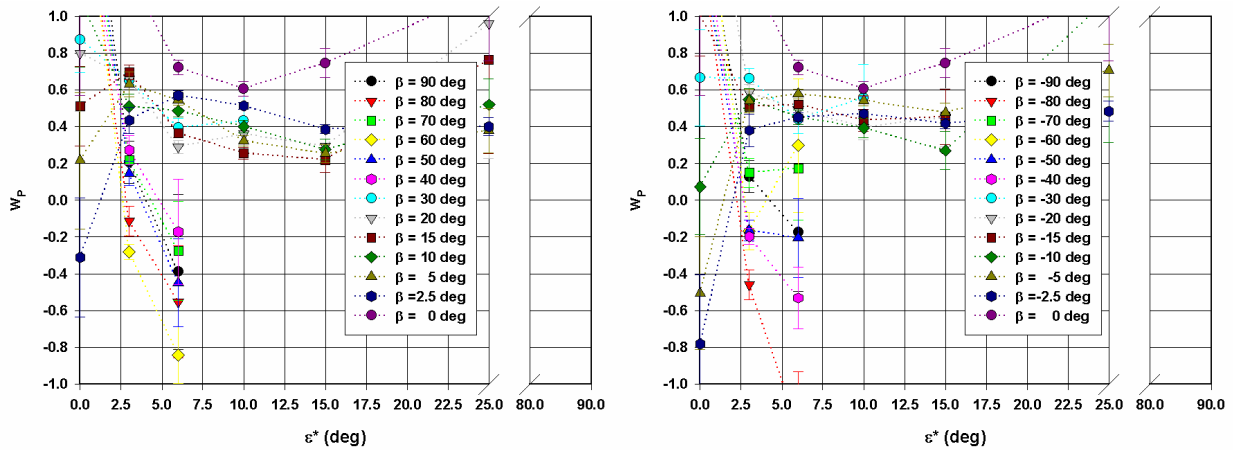 1.0
0.8
0.6
0.4
0.2
0.0
-0.2
-0.4
-0.6
-0.8
-1.0
wP
0.0 2.5 5.0 7.5 10.0 12.5 15.0 17.5 20.0 22.5 25.0 80.0 90.0
ε* (deg)
β = 90 deg
β = 80 deg
β = 70 deg
β = 60 deg
β = 50 deg
β = 40 deg
β = 30 deg
β = 20 deg
β = 15 deg
β = 10 deg
β = 5 deg
β =2.5 deg
β = 0 deg
1.0
0.8
0.6
0.4
0.2
0.0
-0.2
-0.4
-0.6
-0.8
-1.0
wP
0.0 2.5 5.0 7.5 10.0 12.5 15.0 17.5 20.0 22.5 25.0 80.0 90.0
ε* (deg)
β = -90 deg
β = -80 deg
β = -70 deg
β = -60 deg
β = -50 deg
β = -40 deg
β = -30 deg
β = -20 deg
β = -15 deg
β = -10 deg
β = -5 deg
β =-2.5 deg
β = 0 deg